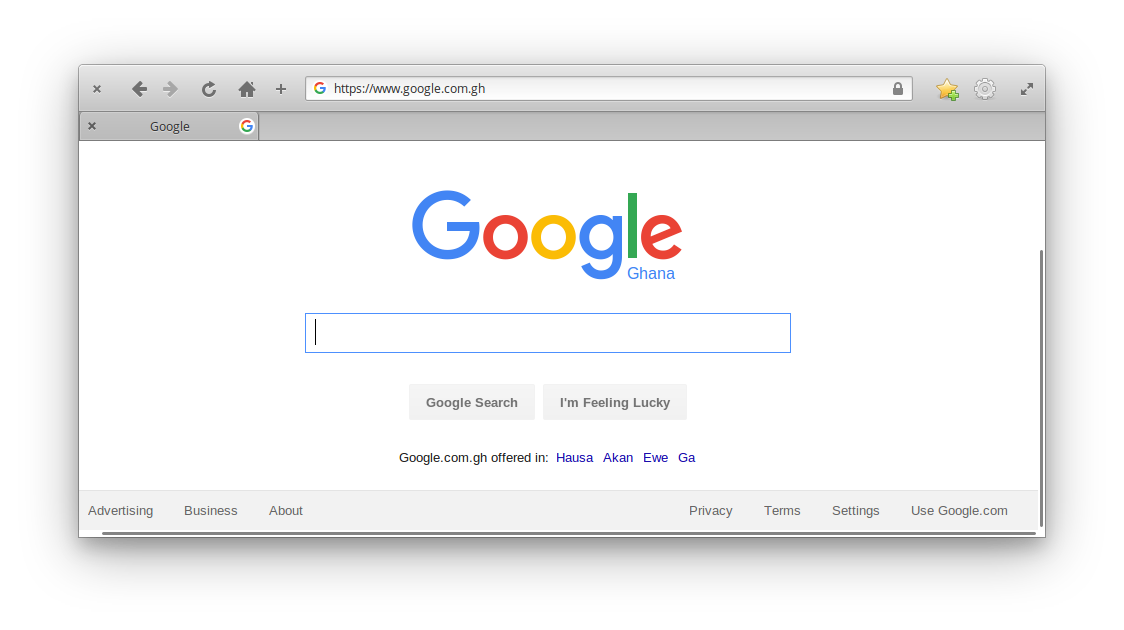 https://www.google.com.gh
Google
Google
Ghana
Google Search I'm Feeling Lucky
Google.com.gh offered in: Hausa Akan Ewe Ga
Advertising Business About Privacy Terms Settings Use Google.com